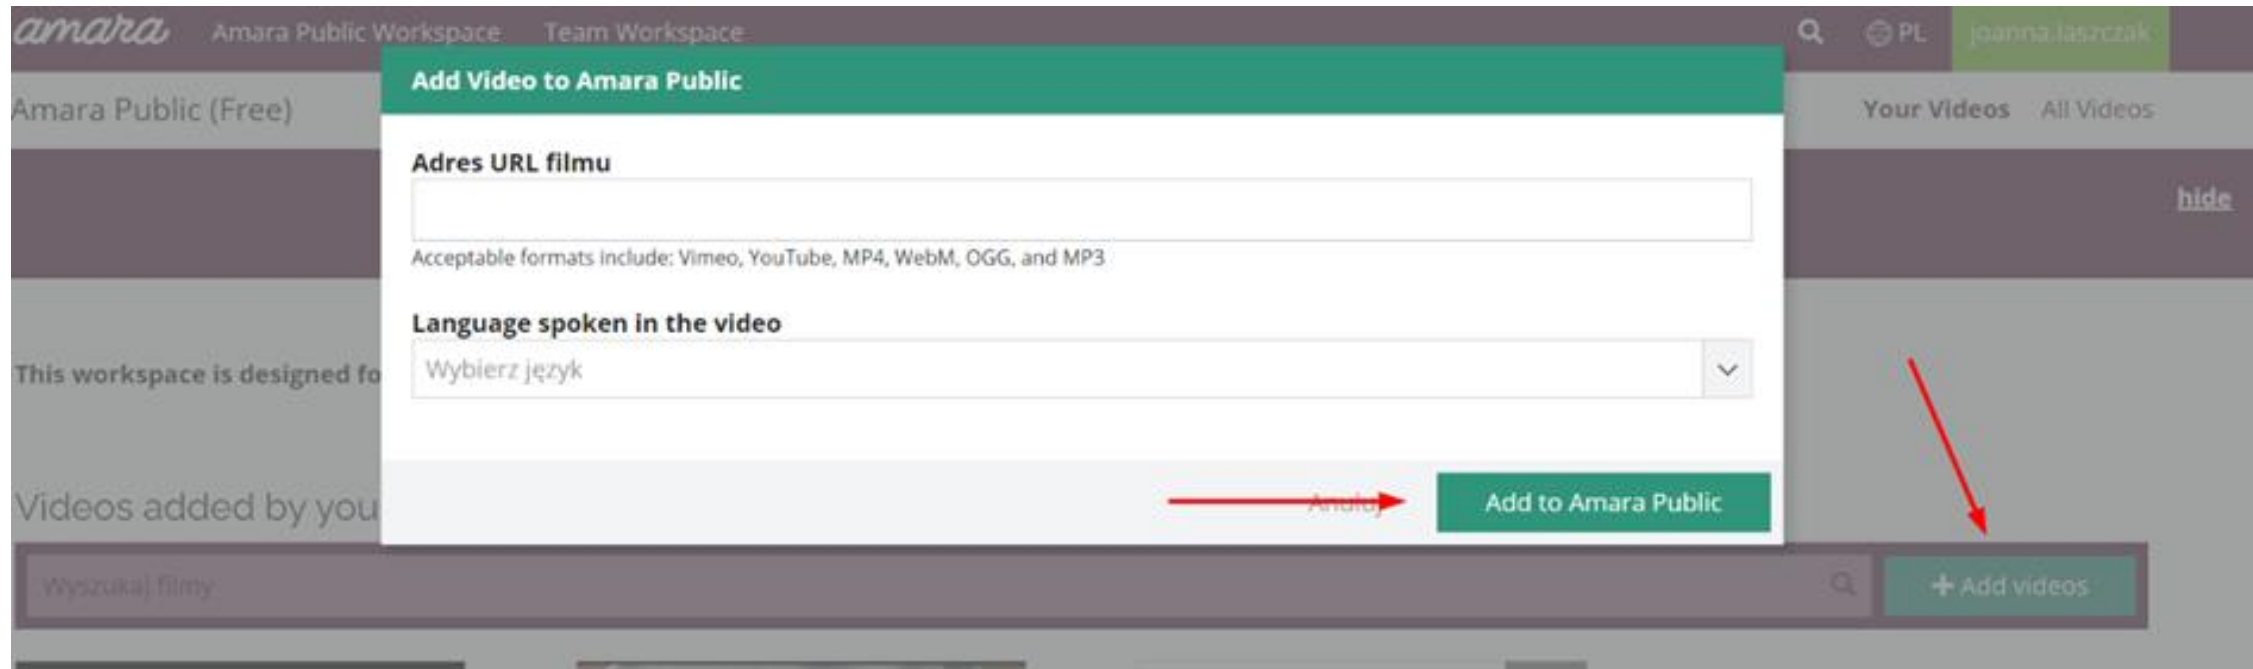 amara Amara Public Workspace Team Workspace PL joanna.laszczak
Add Video to Amara Public
Amara Public (Free) Your Videos All Videos
Adres URL filmu
hide
Acceptable formats include: Vimeo, YouTube, MP4, WebM, OGG, and MP3
Language spoken in the video
This workspace is designed fo
Wybierz język
Videos added by you
Anuluj
Add to Amara Public
Wyszukaj filmy
+ Add videos